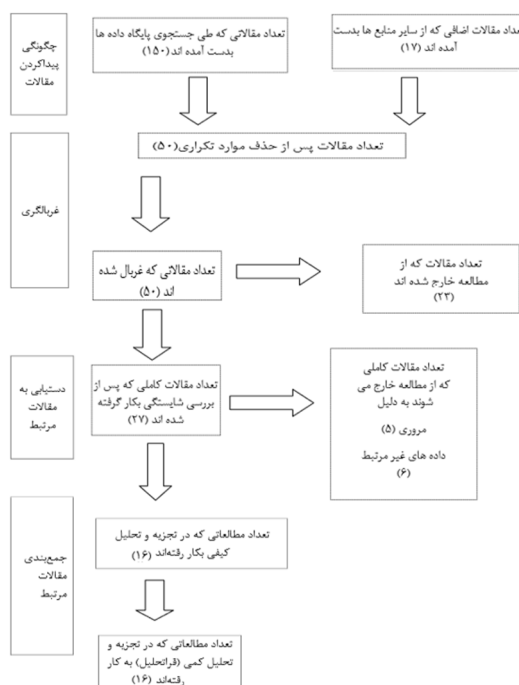 چگونگی
پیداکردن
مقالات
تعداد مقالاتی که طی جستجوی پایگاه داده ها
بدست آمده اند (۱۵۰)
تعداد مقالات اضافی که از سایر منابع ها بدست
آمده اند (۱۷)
تعداد مقالات پس از حذف موارد تکراری(۵۰)
غربالگری
تعداد مقالاتی که غربال شده
اند (۵۰)
تعداد مقالات که از
مطالعه خارج شده اند
(۲۳)
دستیابی به
مقالات
مرتبط
تعداد مقالات کاملی که پس از
بررسی شایستگی بکار گرفته
شده اند (۲۷)
تعداد مقالات کاملی
که از مطالعه خارج می
شوند به دلیل
مروری (۵)
داده های غیر مرتبط
(۶)
جمع‌بندی
مقالات
مرتبط
تعداد مطالعاتی که در تجزیه و تحلیل
کیفی بکار رفته‌اند (۱۶)
تعداد مطالعاتی که در تجزیه و
تحلیل کمی (فراتحلیل) به کار
رفته‌اند (۱۶)